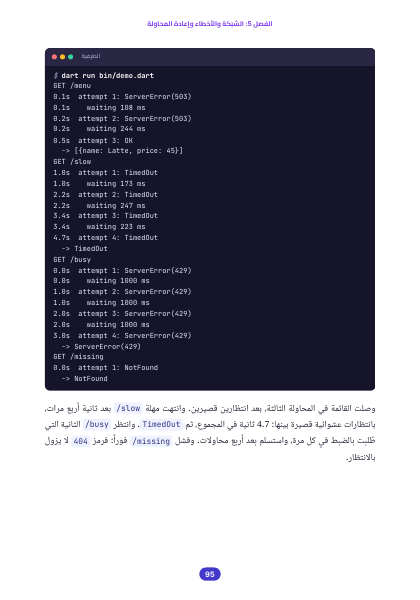 الفصل 5: الشبكة والأخطاء وإعادة المحاولة
الطرفية
$ dart run bin/demo.dart
GET /menu
0.1s  attempt 1: ServerError(503)
0.1s    waiting 108 ms
0.2s  attempt 2: ServerError(503)
0.2s    waiting 244 ms
0.5s  attempt 3: OK
  -> [{name: Latte, price: 45}]
GET /slow
1.0s  attempt 1: TimedOut
1.0s    waiting 173 ms
2.2s  attempt 2: TimedOut
2.2s    waiting 247 ms
3.4s  attempt 3: TimedOut
3.4s    waiting 223 ms
4.7s  attempt 4: TimedOut
  -> TimedOut
GET /busy
0.0s  attempt 1: ServerError(429)
0.0s    waiting 1000 ms
1.0s  attempt 2: ServerError(429)
1.0s    waiting 1000 ms
2.0s  attempt 3: ServerError(429)
2.0s    waiting 1000 ms
3.0s  attempt 4: ServerError(429)
  -> ServerError(429)
GET /missing
0.0s  attempt 1: NotFound
  -> NotFound
وصلت القائمة في المحاولة الثالثة، بعد انتظارين قصيرين. وانتهت مهلة /slow بعد ثانية أربع مرات،
بانتظارات عشوائية قصيرة بينها: 4.7 ثانية في المجموع، ثم TimedOut. وانتظر /busy الثانية التي
طُلبت بالضبط في كل مرة، واستسلم بعد أربع محاولات. وفشل /missing فوراً: فرمز 404 لا يزول
بالانتظار.
95